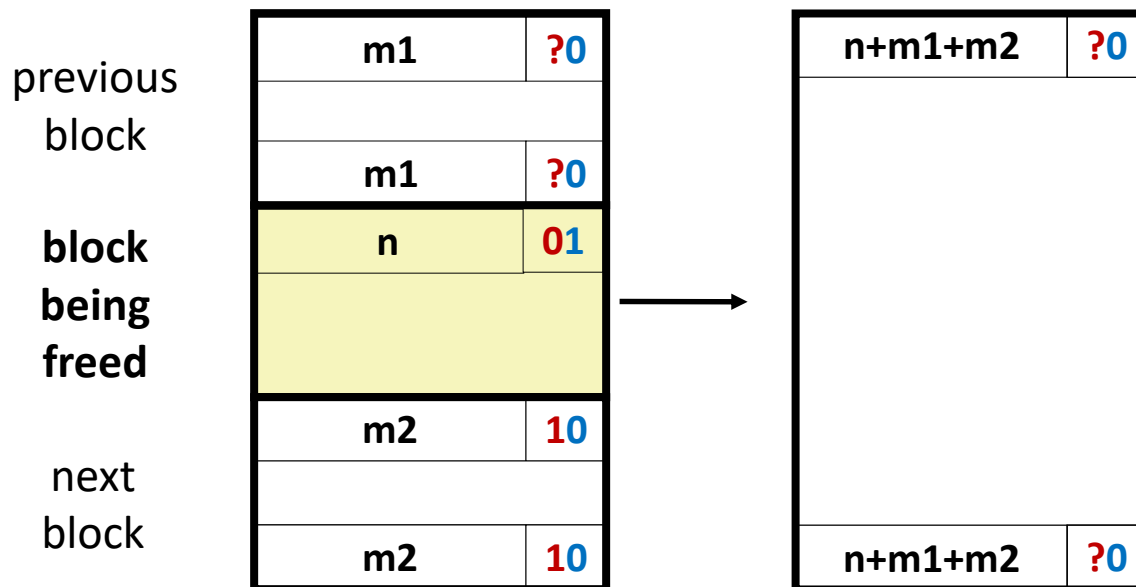 previous
block
m1 ?0
m1 ?0
block
being
freed
n 01
next
block
m2 10
m2 10
n+m1+m2 ?0
n+m1+m2 ?0